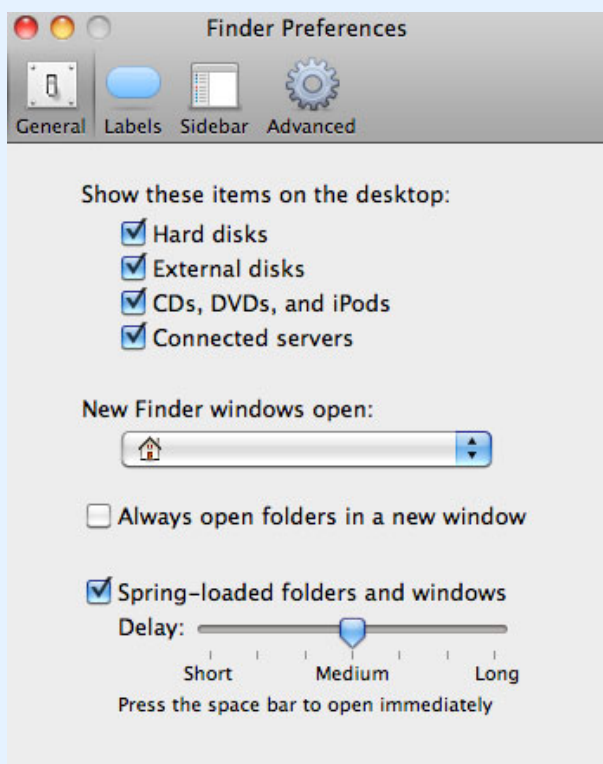 Finder Preferences
General Labels Sidebar Advanced
Show these items on the desktop:
Hard disks
External disks
CDs, DVDs, and iPods
Connected servers
New Finder windows open:
Always open folders in a new window
Spring-loaded folders and windows
Delay:
Short Medium Long
Press the space bar to open immediately